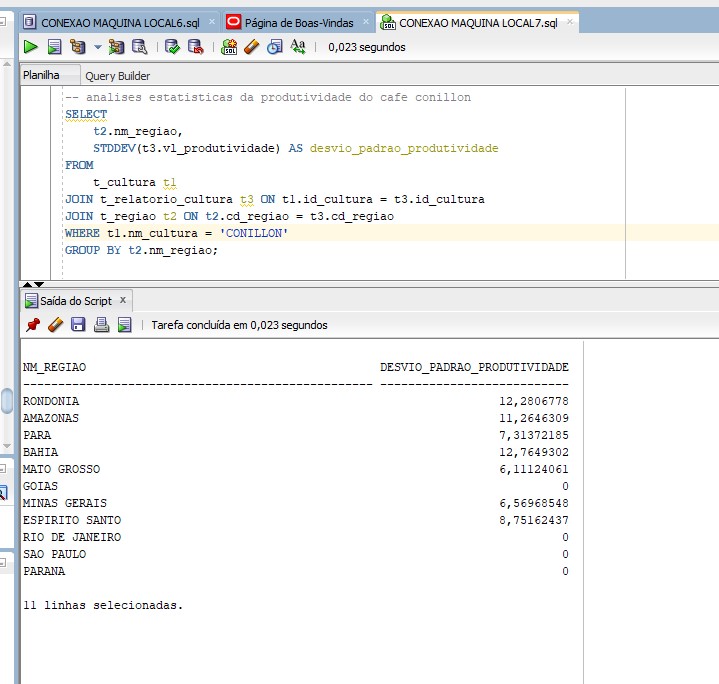 CONEXAO MAQUINA LOCAL6.sql × Página de Boas-Vindas × CONEXAO MAQUINA LOCAL7.sql ×
0,023 segundos
Planilha Query Builder
-- analises estatisticas da produtividade do cafe conillon
SELECT
t2.nm_regiao,
STDDEV(t3.vl_produtividade) AS desvio_padrao_produtividade
FROM
t_cultura t1
JOIN t_relatorio_cultura t3 ON t1.id_cultura = t3.id_cultura
JOIN t_regiao t2 ON t2.cd_regiao = t3.cd_regiao
WHERE t1.nm_cultura = 'CONILLON'
GROUP BY t2.nm_regiao;
Saída do Script x
Tarefa concluída em 0,023 segundos
NM_REGIAO DESVIO_PADRAO_PRODUTIVIDADE
-------------------------------------------------- ---------------------------
RONDONIA 12,2806778
AMAZONAS 11,2646309
PARA 7,31372185
BAHIA 12,7649302
MATO GROSSO 6,11124061
GOIAS 0
MINAS GERAIS 6,56968548
ESPIRITO SANTO 8,75162437
RIO DE JANEIRO 0
SAO PAULO 0
PARANA 0
11 linhas selecionadas.